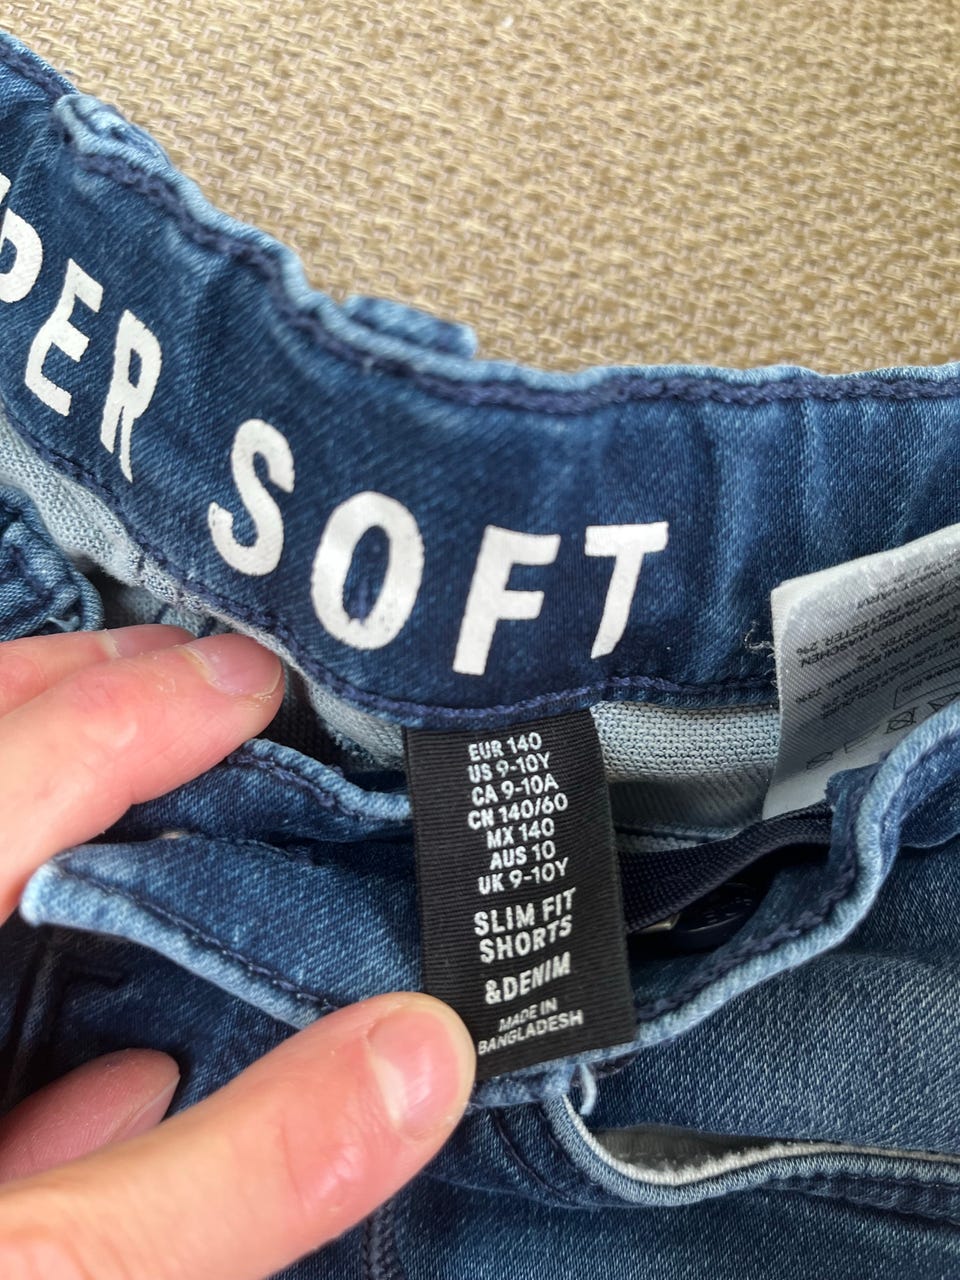 PER SOFT
EUR 140
US 9-10Y
CA 9-10A
CN 140/60
MX 140
AUS 10
UK 9-10Y
SLIM FIT
SHORTS
&DENIM
MADE IN
BANGLADESH